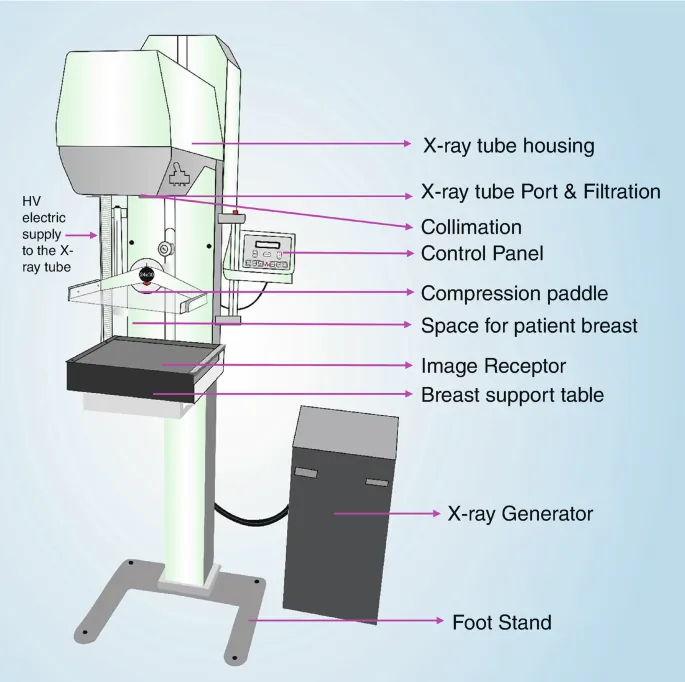 X-ray tube housing
X-ray tube Port & Filtration
HV
electric
supply
to the X-
ray tube
Collimation
Control Panel
24x30
Compression paddle
Space for patient breast
Image Receptor
Breast support table
X-ray Generator
Foot Stand